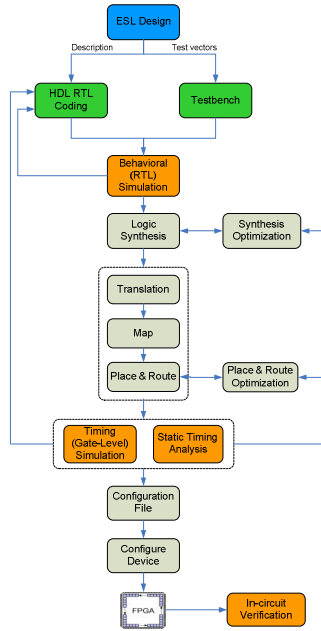 ESL Design
Description
Test vectors
HDL RTL
Coding
Testbench
Behavioral
(RTL)
Simulation
Logic
Synthesis
Synthesis
Optimization
Translation
Map
Place & Route
Place & Route
Optimization
Timing
(Gate-Level)
Simulation
Static Timing
Analysis
Configuration
File
Configure
Device
FPGA
In-circuit
Verification